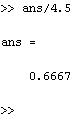 >> ans/4.5
ans =
0.6667
>>